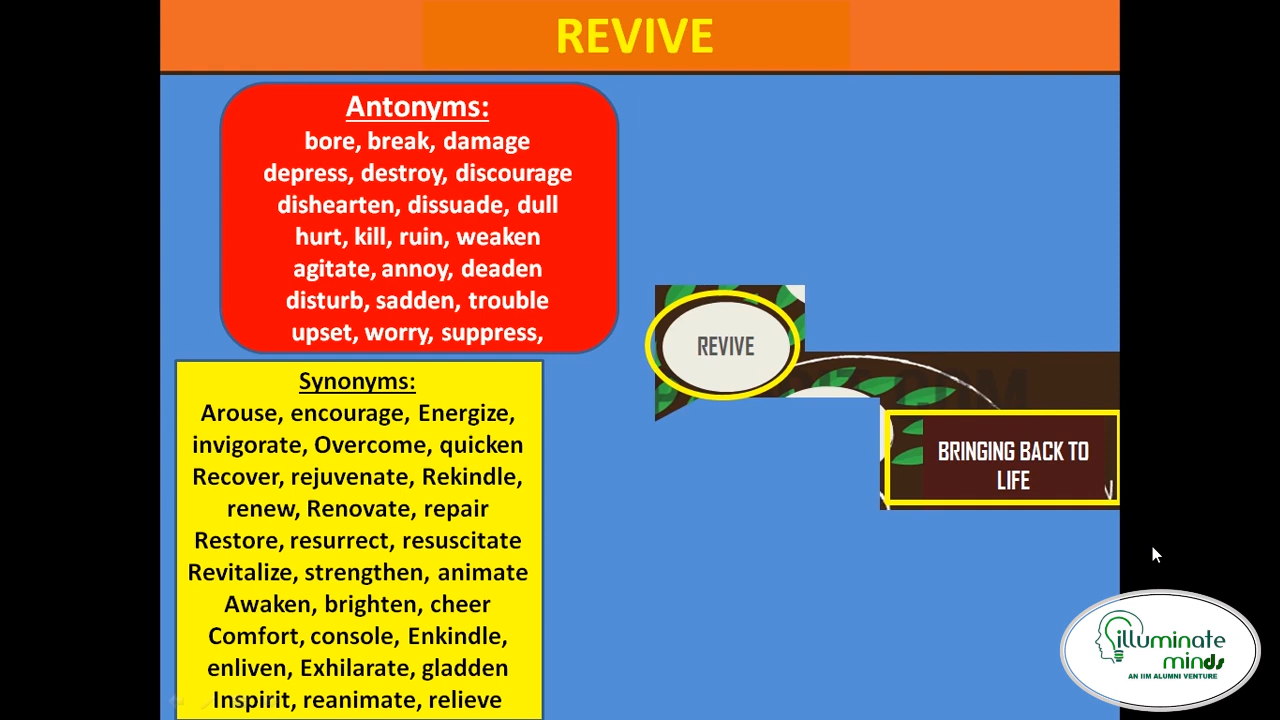 REVIVE
Antonyms:
bore, break, damage
depress, destroy, discourage
dishearten, dissuade, dull
hurt, kill, ruin, weaken
agitate, annoy, deaden
disturb, sadden, trouble
upset, worry, suppress,
Synonyms:
Arouse, encourage, Energize,
invigorate, Overcome, quicken
Recover, rejuvenate, Rekindle,
renew, Renovate, repair
Restore, resurrect, resuscitate
Revitalize, strengthen, animate
Awaken, brighten, cheer
Comfort, console, Enkindle,
enliven, Exhilarate, gladden
Inspirit, reanimate, relieve
REVIVE
BRINGING BACK TO
LIFE
illuminate
minds
AN IIM ALUMNI VENTURE